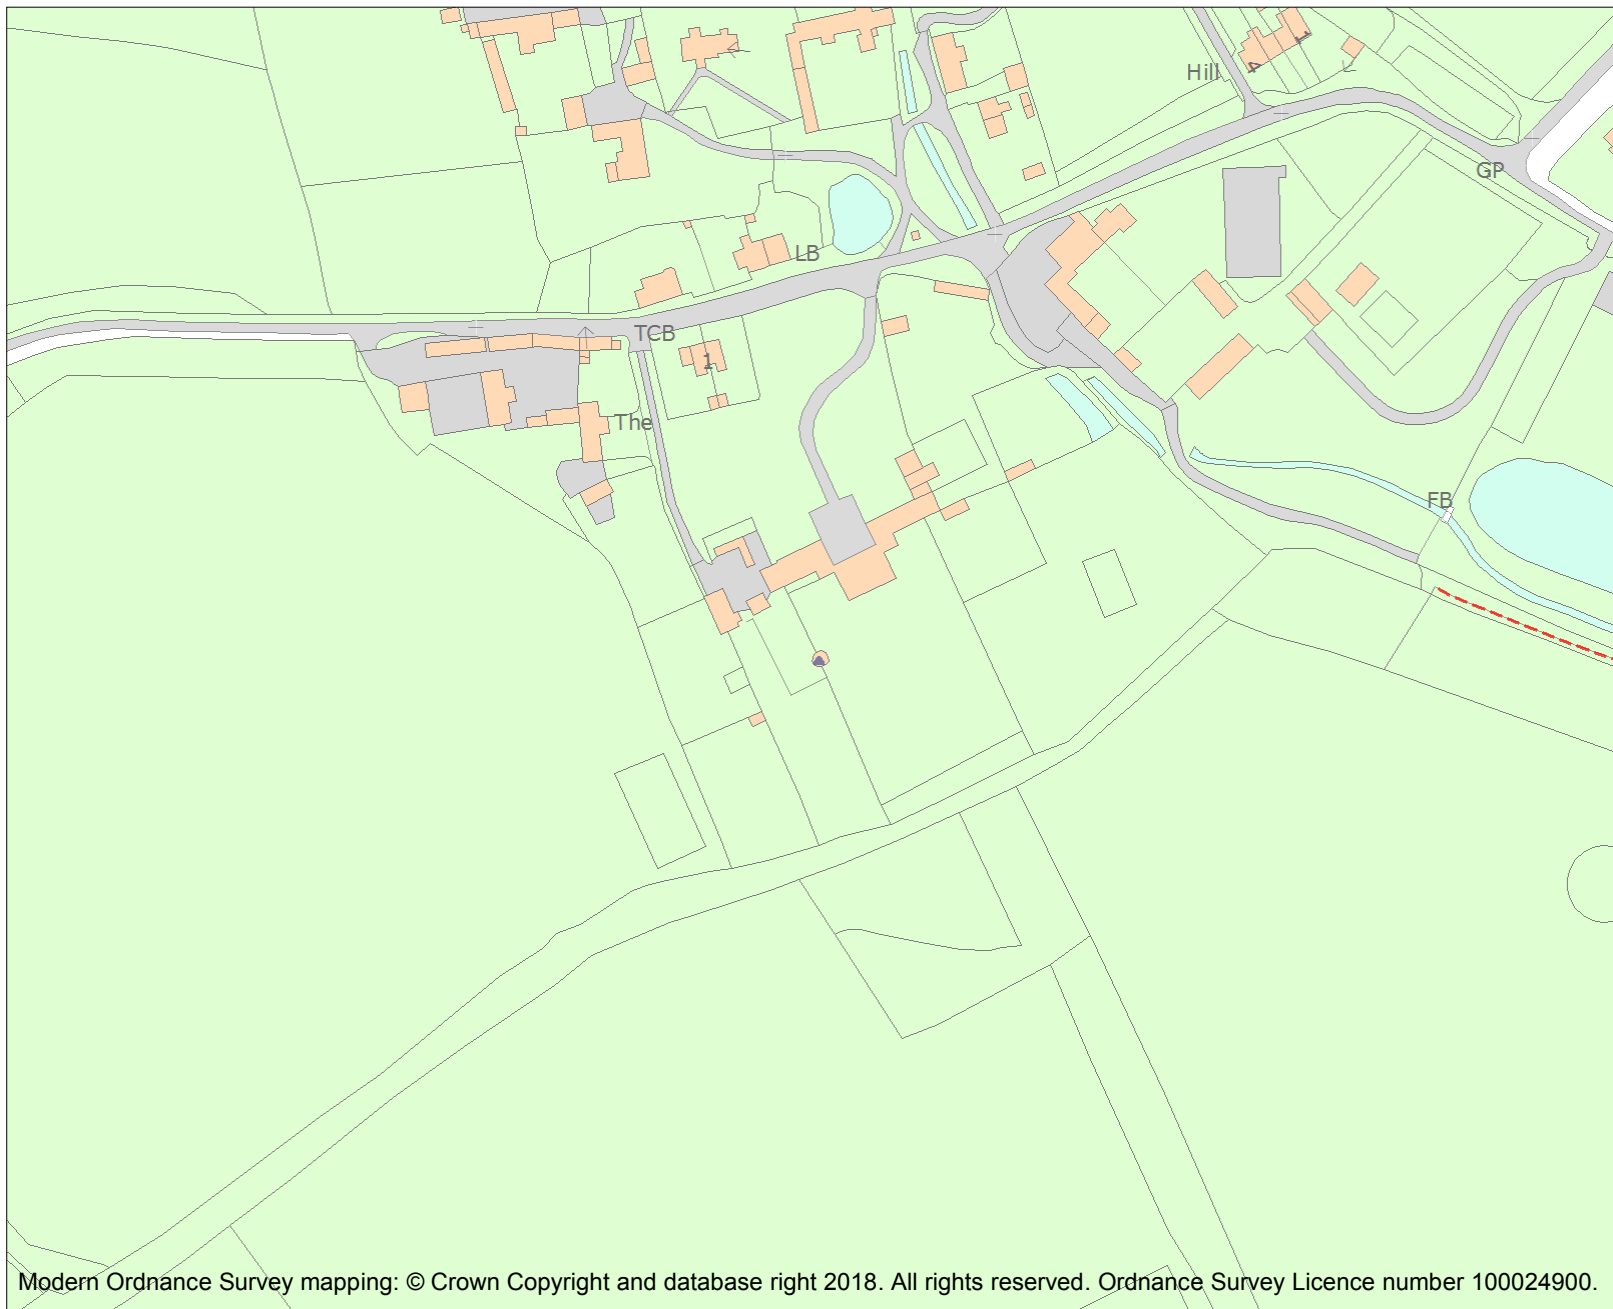 1
4
Hill
GP
LB
TCB
1
The
FB
Modern Ordnance Survey mapping: © Crown Copyright and database right 2018. All rights reserved. Ordnance Survey Licence number 100024900.